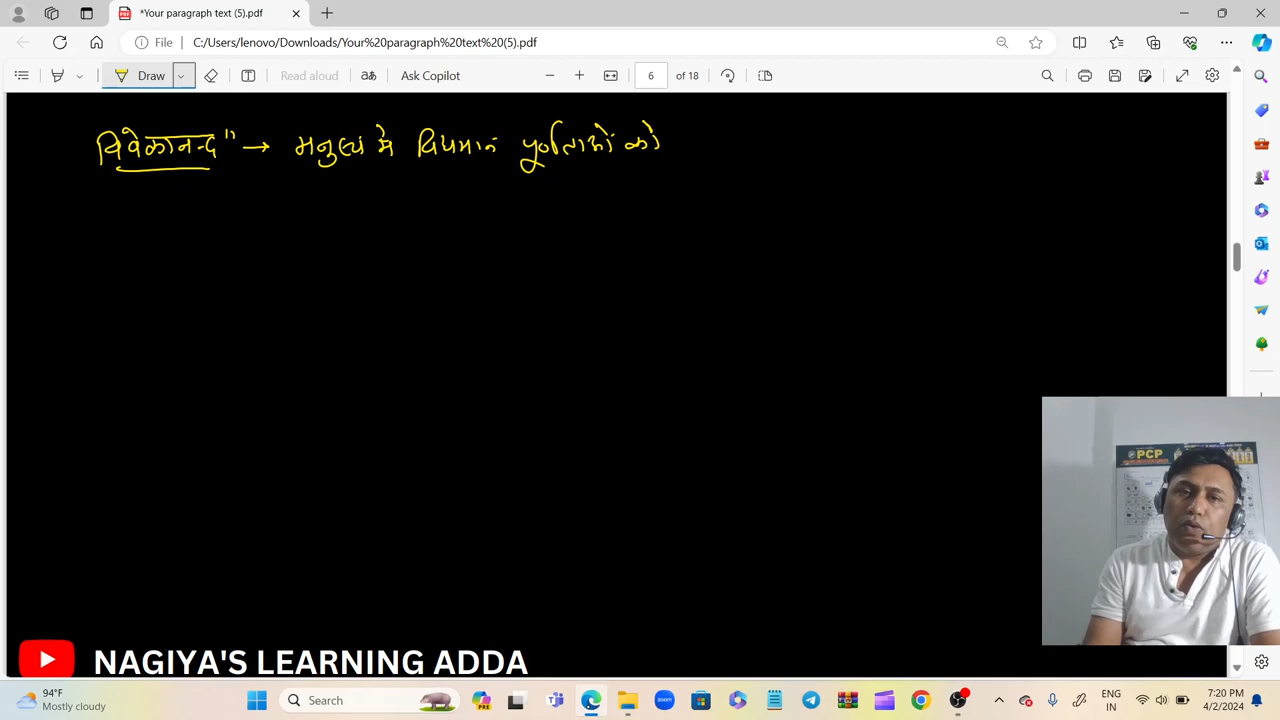 *Your paragraph text (5).pdf
File C:/Users/lenovo/Downloads/Your%20paragraph%20text%20(5).pdf
Draw Read aloud Ask Copilot 6 of 18
विवेकानन्द" → मनुष्य मे विधमान पूर्णताओं को
PCP
NAGIYA'S LEARNING ADDA
94°F
Mostly cloudy
Search
PRE
zoom
ENG
IN
7:20 PM
4/2/2024